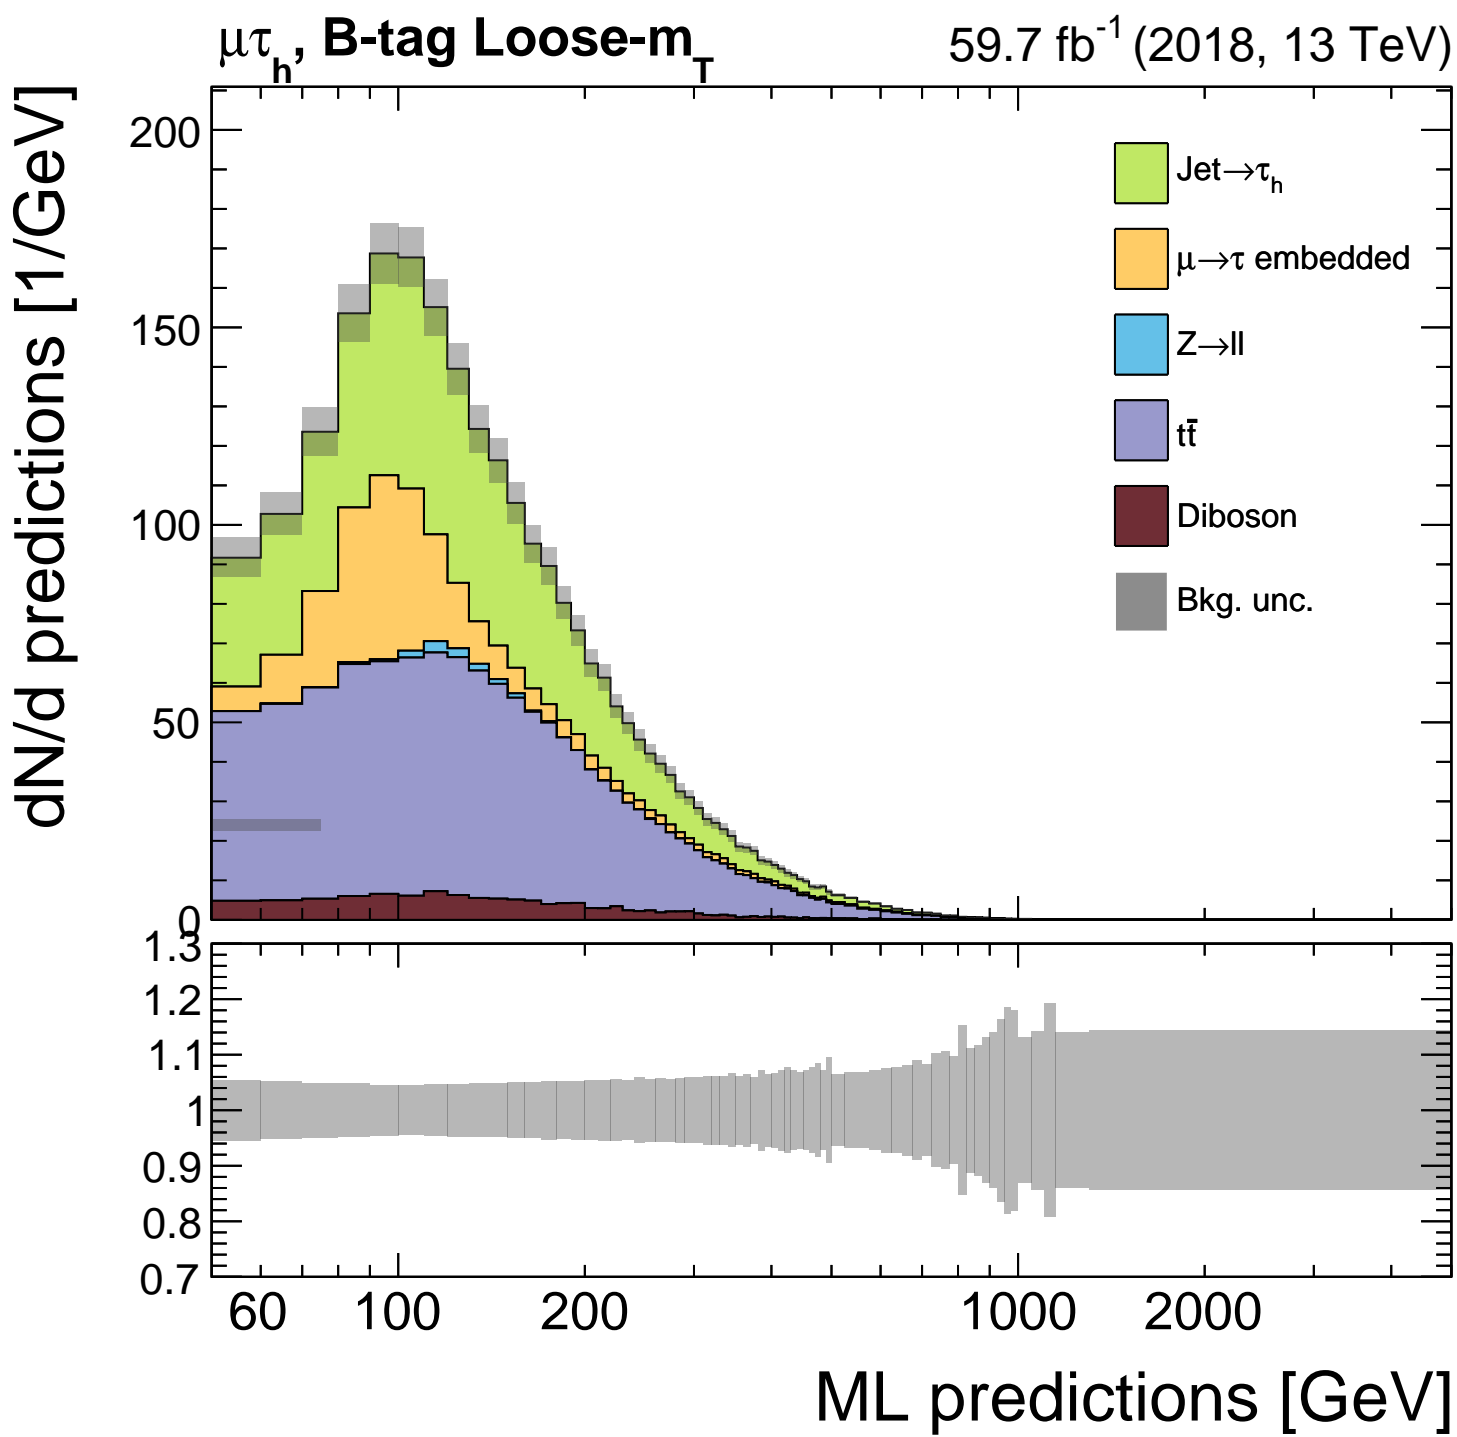 μτh, B-tag Loose-mT
59.7 fb-1 (2018, 13 TeV)
dN/d predictions [1/GeV]
200
150
100
50
0
Jet→τh
μ→τ embedded
Z→ll
tt̄
Diboson
Bkg. unc.
1.3
1.2
1.1
1
0.9
0.8
0.7
60 100 200 1000 2000
ML predictions [GeV]